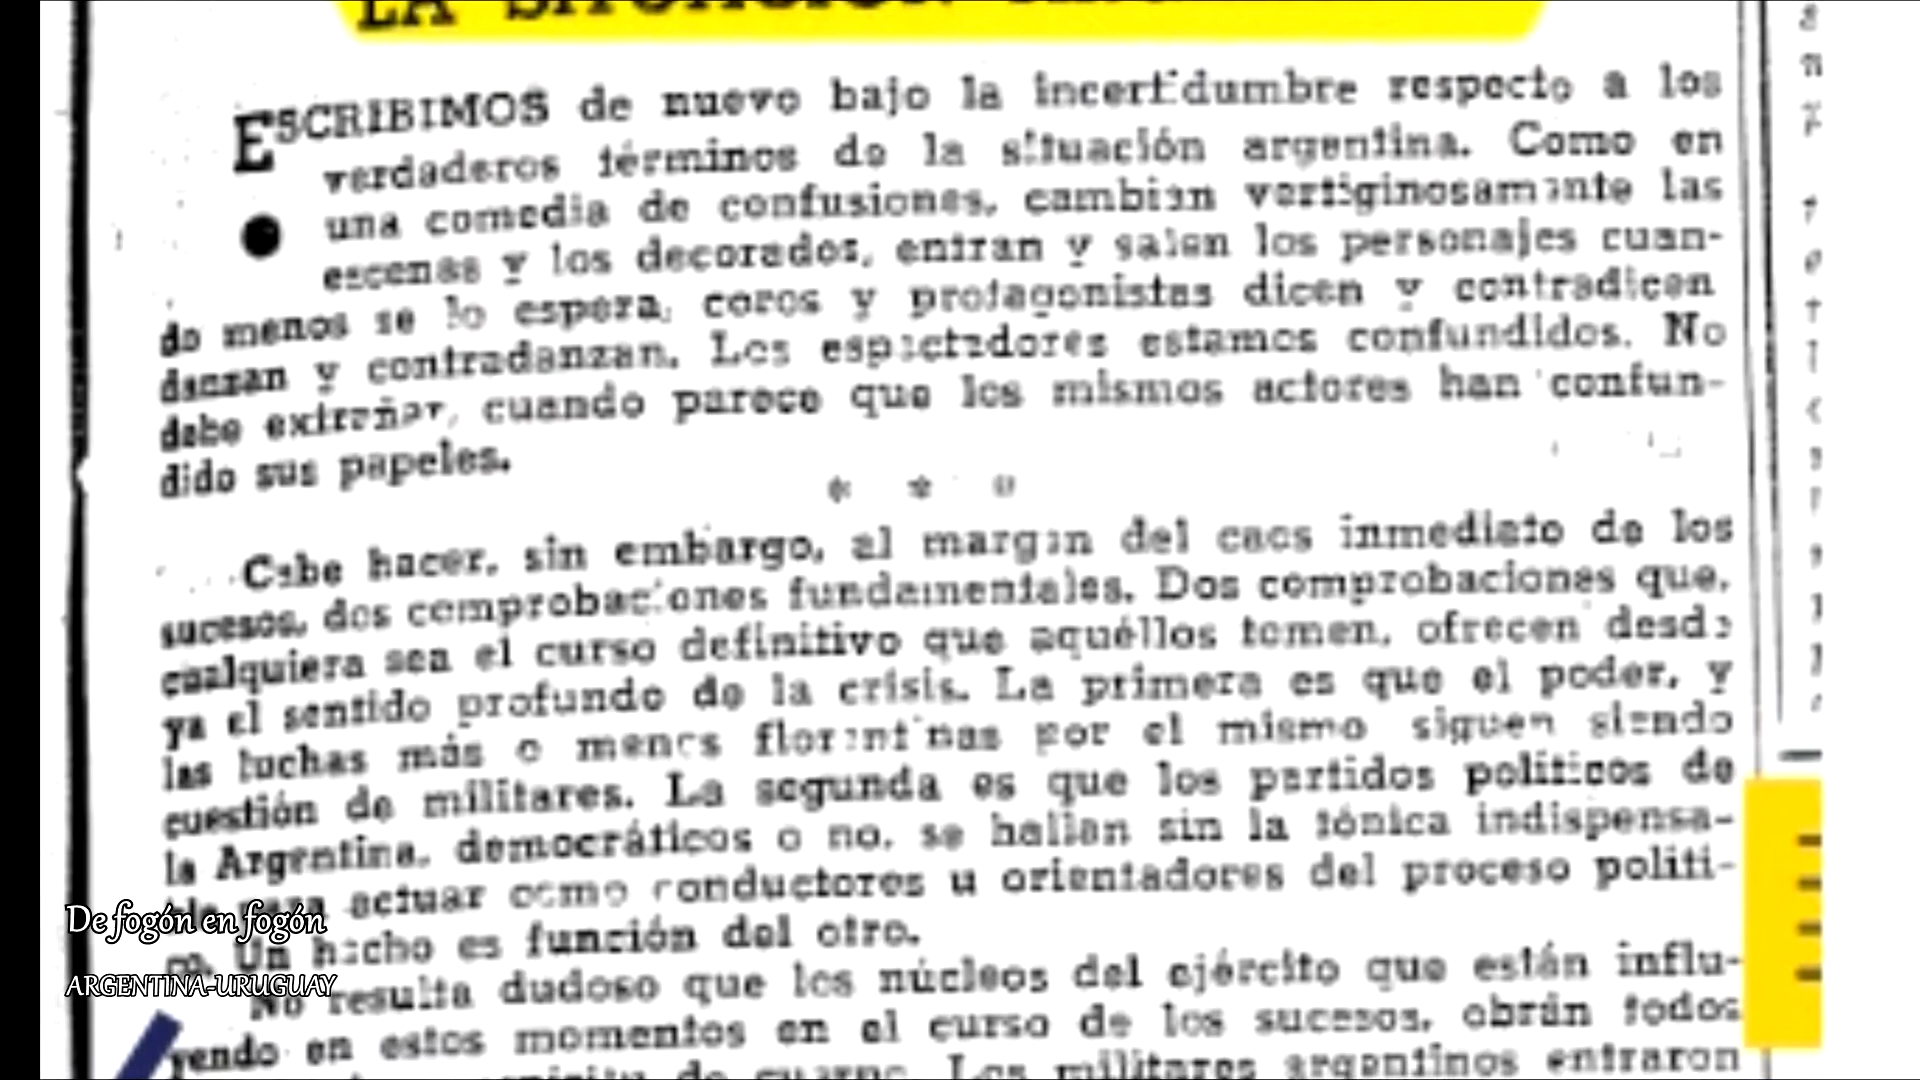 LA SITUACIÓN
ESCRIBIMOS de nuevo bajo la incertidumbre respecto a los
verdaderos términos de la situación argentina. Como en
una comedia de confusiones, cambian vertiginosamente las
escenas y los decorados, entran y salen los personajes cuan-
do menos se lo espera, coros y protagonistas dicen y contradicen
danzan y contradanzan. Los espectadores estamos confundidos. No
debe extrañar, cuando parece que los mismos actores han confun-
dido sus papeles.
* * *
Cabe hacer, sin embargo, al margen del caos inmediato de los
sucesos, dos comprobaciones fundamentales. Dos comprobaciones que,
cualquiera sea el curso definitivo que aquéllos tomen, ofrecen desde
ya el sentido profundo de la crisis. La primera es que el poder, y
las luchas más o menos florentinas por el mismo siguen siendo
cuestión de militares. La segunda es que los partidos políticos de
la Argentina, democráticos o no, se hallan sin la tónica indispensa-
ble para actuar como conductores u orientadores del proceso políti-
co. Un hecho es función del otro.
No resulta dudoso que los núcleos del ejército que están influ-
yendo en estos momentos en el curso de los sucesos, obrán todos
de cuerpo. Los militares argentinos entraron
De fogón en fogón
ARGENTINA-URUGUAY